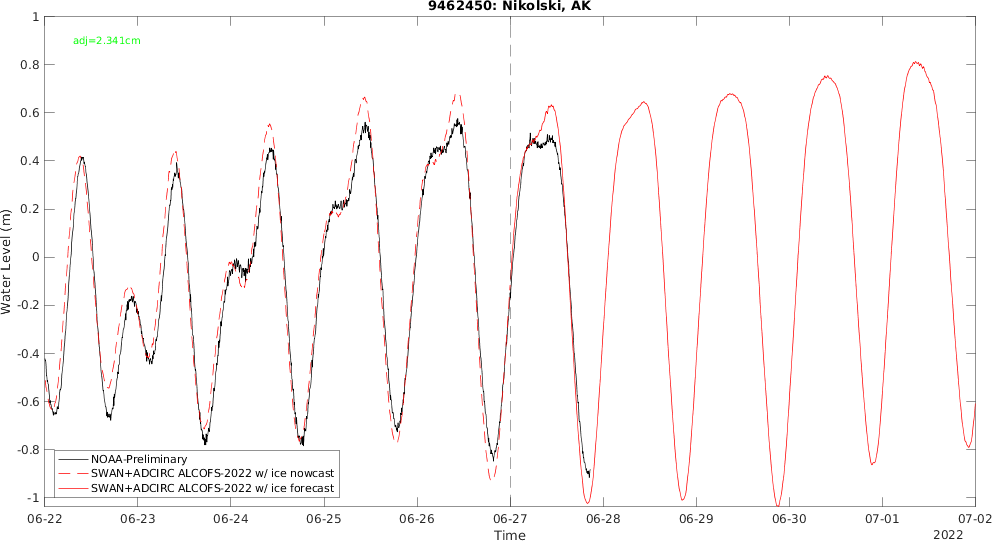 9462450: Nikolski, AK
adj=2.341cm
1
0.8
0.6
0.4
0.2
0
-0.2
-0.4
-0.6
-0.8
-1
Water Level (m)
NOAA-Preliminary
SWAN+ADCIRC ALCOFS-2022 w/ ice nowcast
SWAN+ADCIRC ALCOFS-2022 w/ ice forecast
06-22 06-23 06-24 06-25 06-26 06-27 06-28 06-29 06-30 07-01 07-02
Time
2022